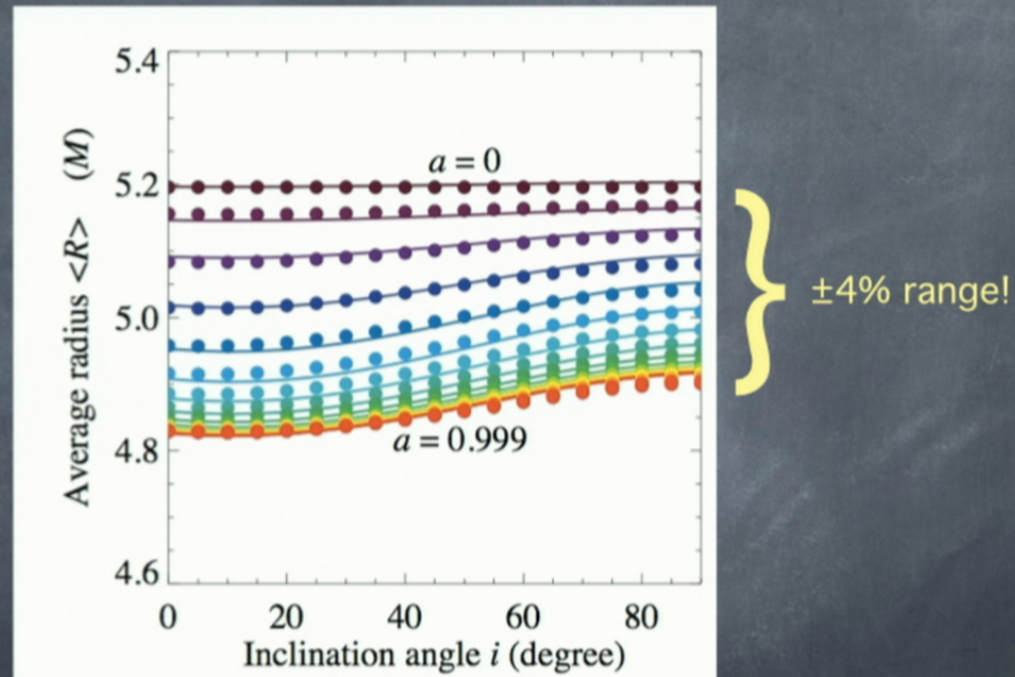 5.4
5.2
5.0
4.8
4.6
Average radius <R> (M)
a = 0
a = 0.999
0 20 40 60 80
Inclination angle i (degree)
±4% range!